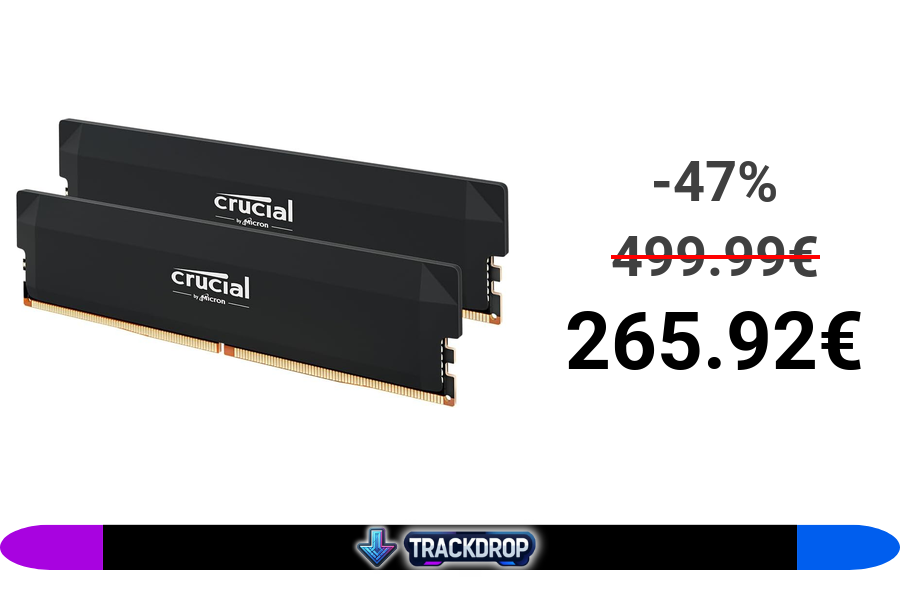 crucial
by Micron
crucial
by Micron
-47%
499.99€
265.92€
TRACKDROP